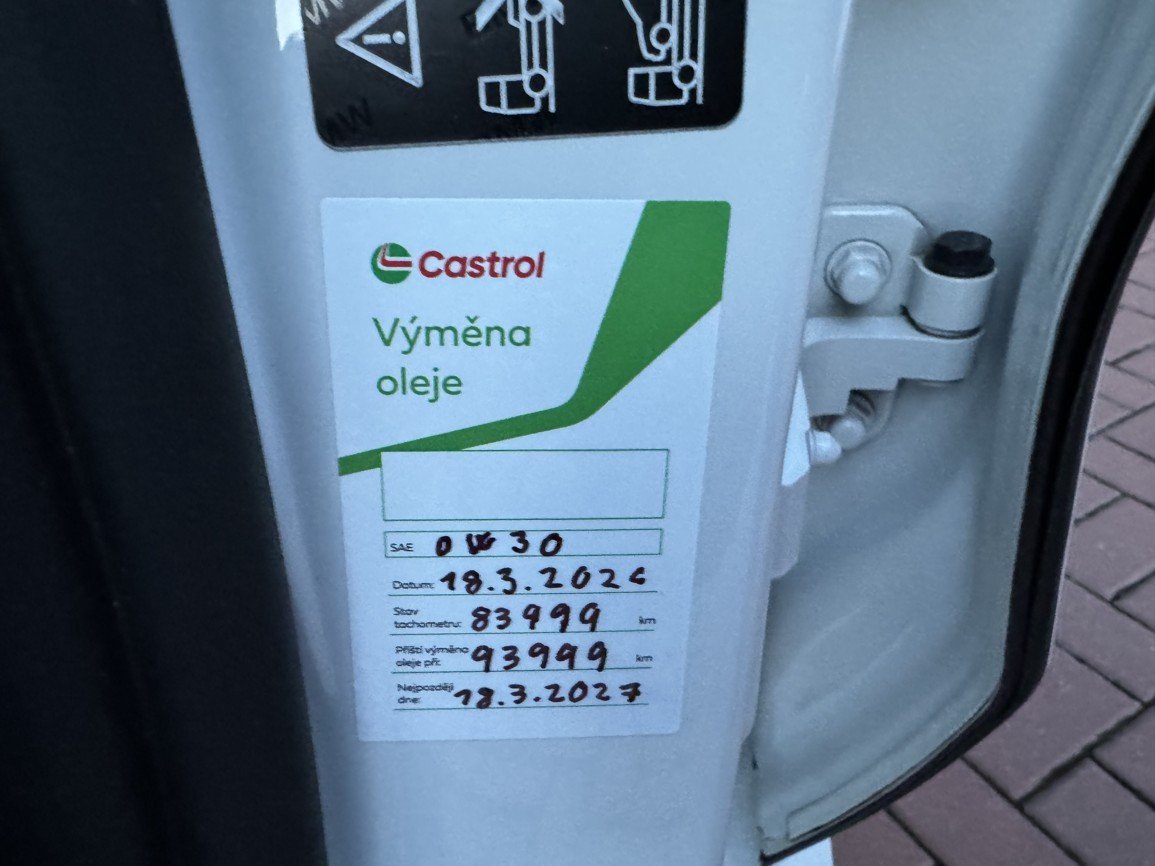 Castrol
Výměna
oleje
SAE 0W30
Datum: 18.3.2026
Stav
tachometru: 83999 km
Příští výměna
oleje při: 93999 km
Nejpozději
dne: 18.3.2027